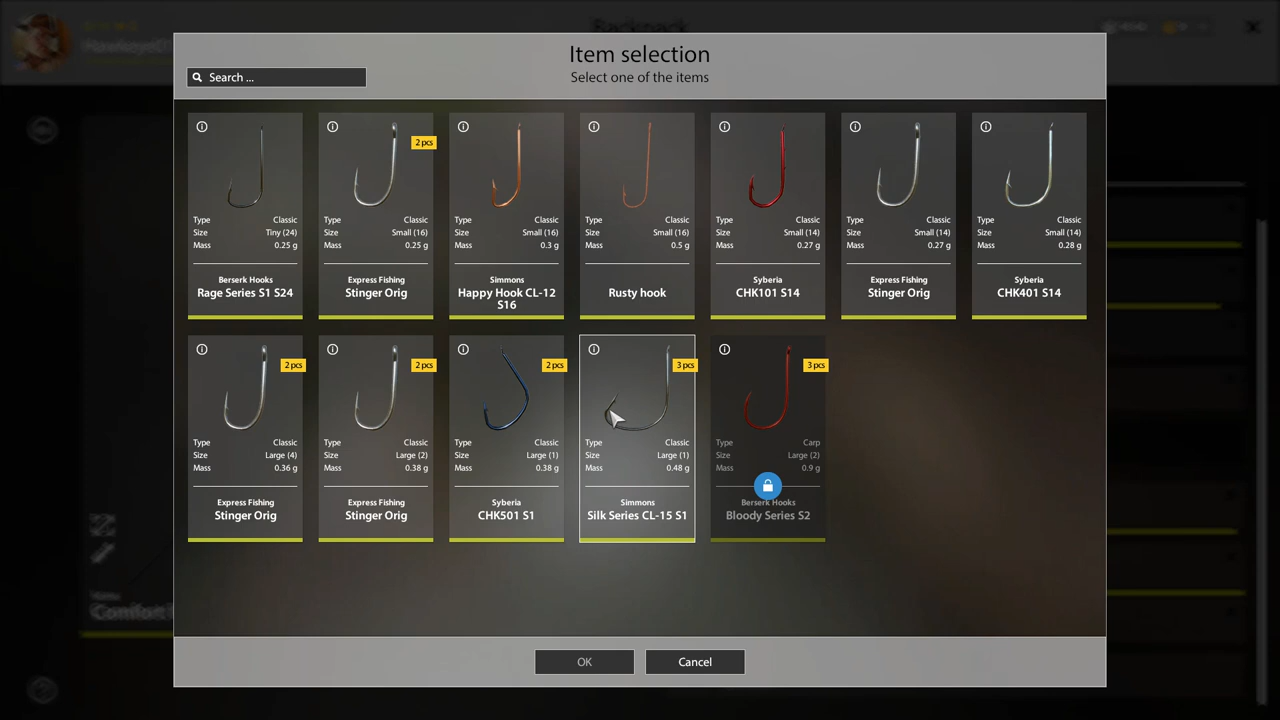 Backpack
Item selection
Select one of the items
Search ...
Type Classic
Size Tiny (24)
Mass 0.25 g
Berserk Hooks
Rage Series S1 S24
2 pcs
Type Classic
Size Small (16)
Mass 0.25 g
Express Fishing
Stinger Orig
Type Classic
Size Small (16)
Mass 0.3 g
Simmons
Happy Hook CL-12
S16
Type Classic
Size Small (16)
Mass 0.5 g
Rusty hook
Type Classic
Size Small (14)
Mass 0.27 g
Syberia
CHK101 S14
Type Classic
Size Small (14)
Mass 0.27 g
Express Fishing
Stinger Orig
Type Classic
Size Small (14)
Mass 0.28 g
Syberia
CHK401 S14
2 pcs
Type Classic
Size Large (4)
Mass 0.36 g
Express Fishing
Stinger Orig
2 pcs
Type Classic
Size Large (2)
Mass 0.38 g
Express Fishing
Stinger Orig
2 pcs
Type Classic
Size Large (1)
Mass 0.38 g
Syberia
CHK501 S1
3 pcs
Type Classic
Size Large (1)
Mass 0.48 g
Simmons
Silk Series CL-15 S1
3 pcs
Type Carp
Size Large (2)
Mass 0.9 g
Berserk Hooks
Bloody Series S2
Comfort
OK
Cancel